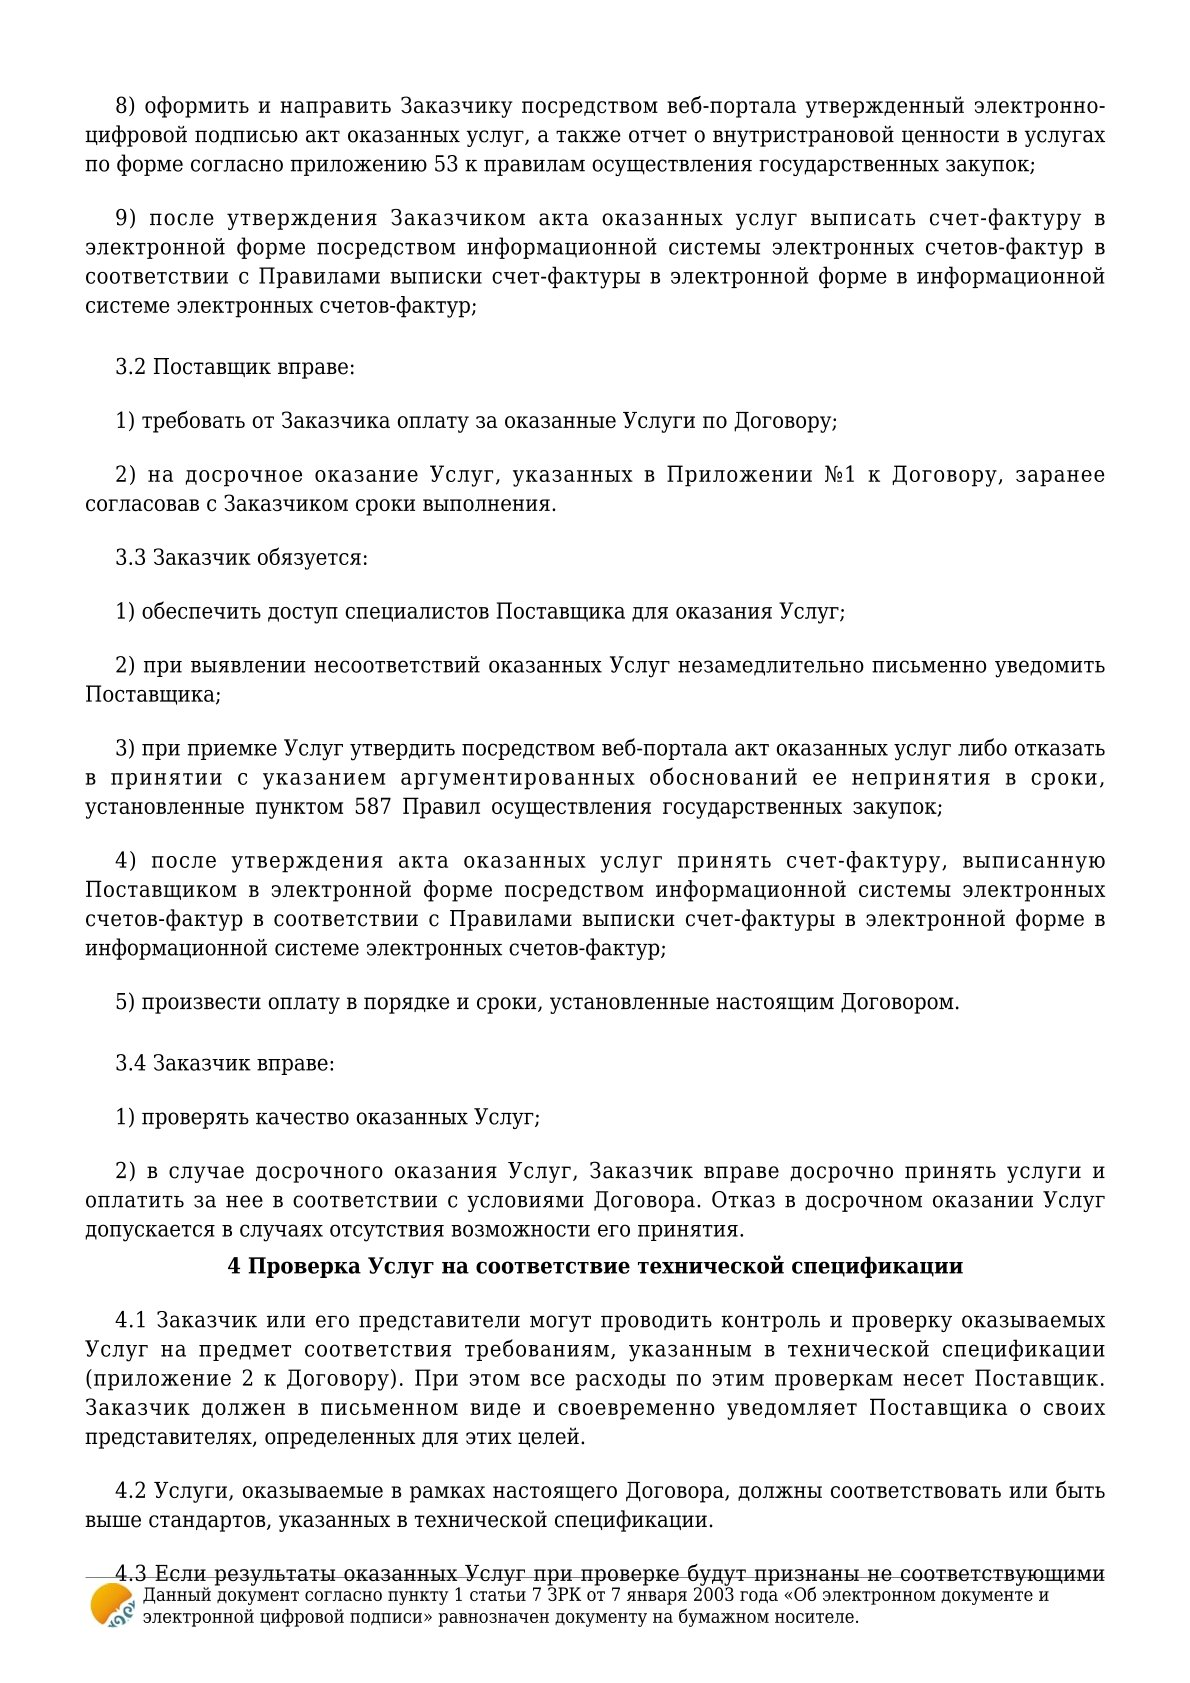 8) оформить и направить Заказчику посредством веб-портала утвержденный электронно-
цифровой подписью акт оказанных услуг, а также отчет о внутристрановой ценности в услугах
по форме согласно приложению 53 к правилам осуществления государственных закупок;
9) после утверждения Заказчиком акта оказанных услуг выписать счет-фактуру в
электронной форме посредством информационной системы электронных счетов-фактур в
соответствии с Правилами выписки счет-фактуры в электронной форме в информационной
системе электронных счетов-фактур;
3.2 Поставщик вправе:
1) требовать от Заказчика оплату за оказанные Услуги по Договору;
2) на досрочное оказание Услуг, указанных в Приложении №1 к Договору, заранее
согласовав с Заказчиком сроки выполнения.
3.3 Заказчик обязуется:
1) обеспечить доступ специалистов Поставщика для оказания Услуг;
2) при выявлении несоответствий оказанных Услуг незамедлительно письменно уведомить
Поставщика;
3) при приемке Услуг утвердить посредством веб-портала акт оказанных услуг либо отказать
в принятии с указанием аргументированных обоснований ее непринятия в сроки,
установленные пунктом 587 Правил осуществления государственных закупок;
4) после утверждения акта оказанных услуг принять счет-фактуру, выписанную
Поставщиком в электронной форме посредством информационной системы электронных
счетов-фактур в соответствии с Правилами выписки счет-фактуры в электронной форме в
информационной системе электронных счетов-фактур;
5) произвести оплату в порядке и сроки, установленные настоящим Договором.
3.4 Заказчик вправе:
1) проверять качество оказанных Услуг;
2) в случае досрочного оказания Услуг, Заказчик вправе досрочно принять услуги и
оплатить за нее в соответствии с условиями Договора. Отказ в досрочном оказании Услуг
допускается в случаях отсутствия возможности его принятия.
4 Проверка Услуг на соответствие технической спецификации
4.1 Заказчик или его представители могут проводить контроль и проверку оказываемых
Услуг на предмет соответствия требованиям, указанным в технической спецификации
(приложение 2 к Договору). При этом все расходы по этим проверкам несет Поставщик.
Заказчик должен в письменном виде и своевременно уведомляет Поставщика о своих
представителях, определенных для этих целей.
4.2 Услуги, оказываемые в рамках настоящего Договора, должны соответствовать или быть
выше стандартов, указанных в технической спецификации.
4.3 Если результаты оказанных Услуг при проверке будут признаны не соответствующими
Данный документ согласно пункту 1 статьи 7 ЗРК от 7 января 2003 года «Об электронном документе и
электронной цифровой подписи» равнозначен документу на бумажном носителе.